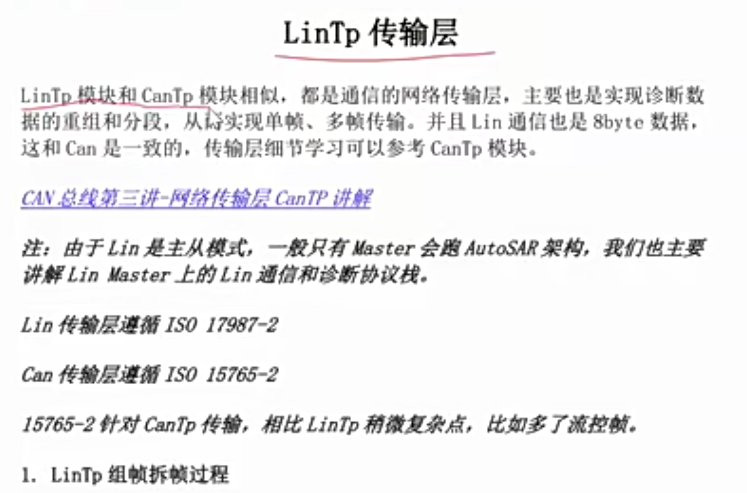 LinTp 传输层
LinTp 模块和 CanTp 模块相似，都是通信的网络传输层，主要也是实现诊断数
据的重组和分段，从而实现单帧、多帧传输。并且 Lin 通信也是 8byte 数据，
这和 Can 是一致的，传输层细节学习可以参考 CanTp 模块。
CAN 总线第三讲-网络传输层 CanTP 讲解
注：由于 Lin 是主从模式，一般只有 Master 会跑 AutoSAR 架构，我们也主要
讲解 Lin Master 上的 Lin 通信和诊断协议栈。
Lin 传输层遵循 ISO 17987-2
Can 传输层遵循 ISO 15765-2
15765-2 针对 CanTp 传输，相比 LinTp 稍微复杂点，比如多了流控帧。
1. LinTp 组帧拆帧过程